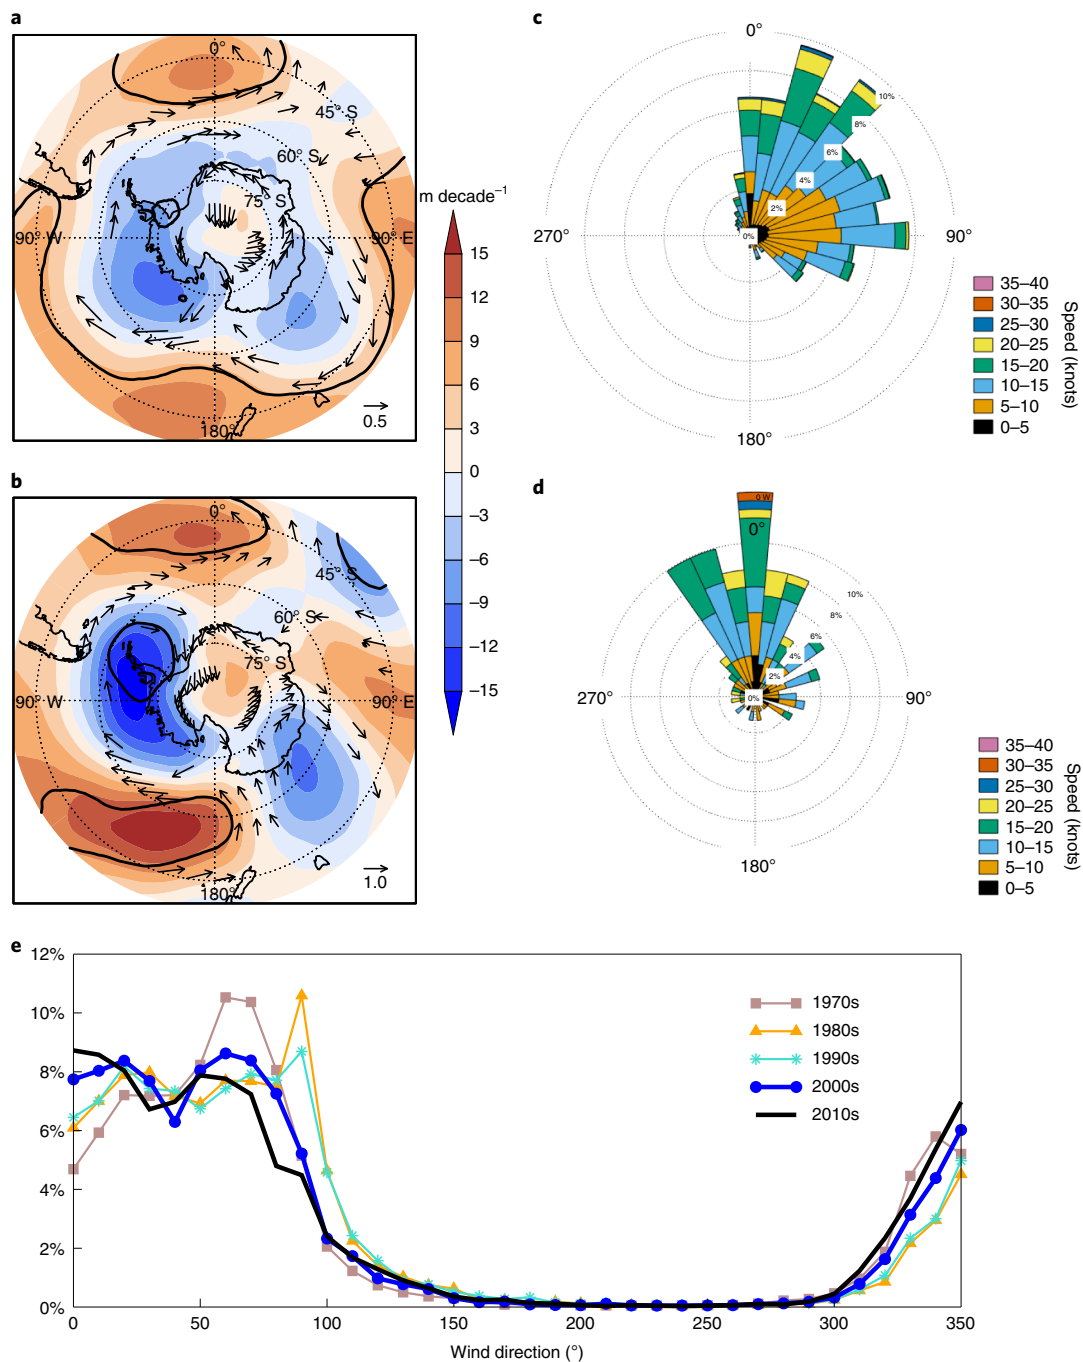 a
0°
45° S
60° S
75° S
90° W
90° E
180°
0.5
m decade−1
15
12
9
6
3
0
−3
−6
−9
−12
−15
b
0°
45° S
60° S
75° S
90° W
90° E
180°
1.0
c
0°
10%
8%
6%
4%
2%
0%
270°
90°
180°
35–40
30–35
25–30
20–25
15–20
10–15
5–10
0–5
Speed (knots)
d
0 W
0°
10%
8%
6%
4%
2%
0%
270°
90°
180°
35–40
30–35
25–30
20–25
15–20
10–15
5–10
0–5
Speed (knots)
e
12%
10%
8%
6%
4%
2%
0%
1970s
1980s
1990s
2000s
2010s
0
50
100
150
200
250
300
350
Wind direction (°)